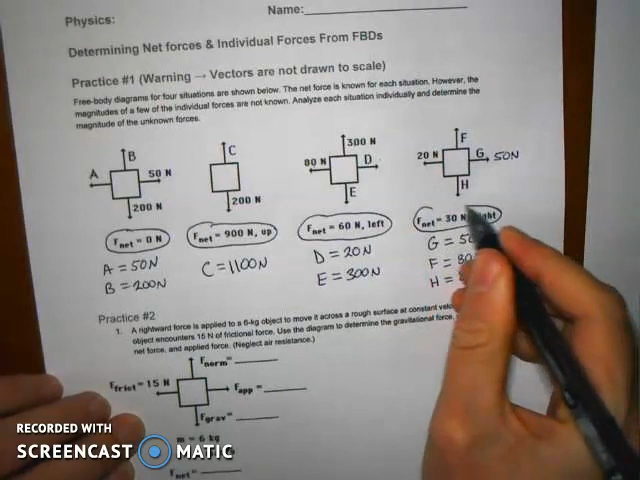 Physics:
Name:
Determining Net forces & Individual Forces From FBDs
Practice #1 (Warning → Vectors are not drawn to scale)
Free-body diagrams for four situations are shown below. The net force is known for each situation. However, the
magnitudes of a few of the individual forces are not known. Analyze each situation individually and determine the
magnitude of the unknown forces.
A B 50 N 200 N
C 200 N
300 N 80 N D E
F 20 N G 50N H
Fnet = 0 N
Fnet = 900 N, up
Fnet = 60 N, left
Fnet = 30 N
A = 50N
B = 200N
C = 1100N
D = 20N
E = 300N
G =
F =
H =
Practice #2
1. A rightward force is applied to a 6-kg object to move it across a rough surface at constant
object encounters 15 N of frictional force. Use the diagram to determine the gravitational force,
net force, and applied force. (Neglect air resistance.)
Fnorm=
Ffrict = 15 N
Fapp =
Fgrav=
m = 6 kg
Fnet=
RECORDED WITH
SCREENCAST MATIC